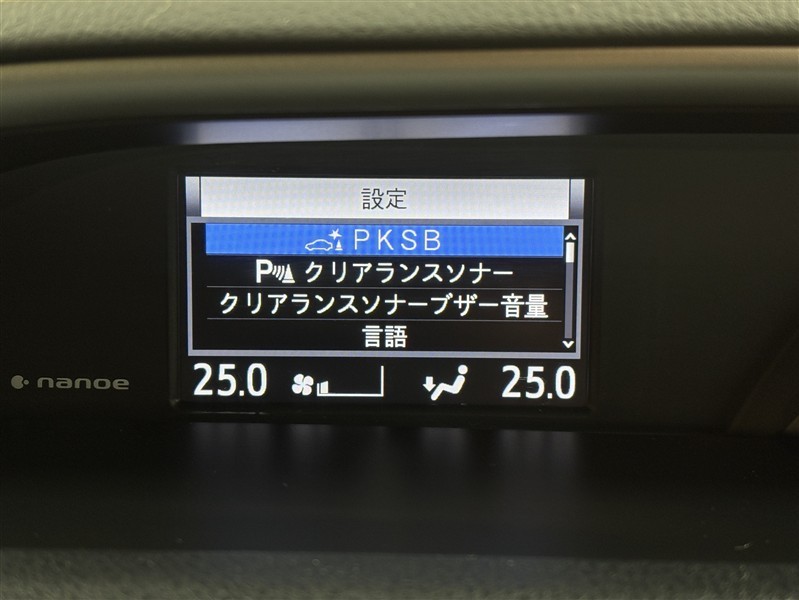 設定
PKSB
P クリアランスソナー
クリアランスソナーブザー音量
言語
25.0 25.0
nanoe